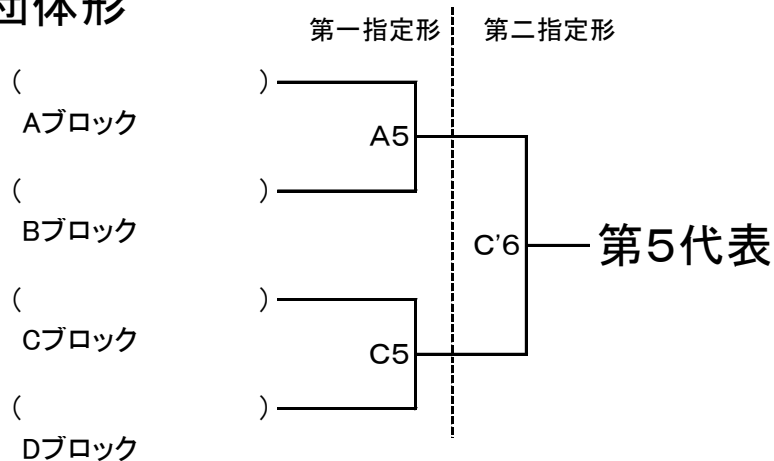 団体形
第一指定形 第二指定形
( )
Aブロック
A5
( )
Bブロック
C'6 第5代表
( )
Cブロック
C5
( )
Dブロック